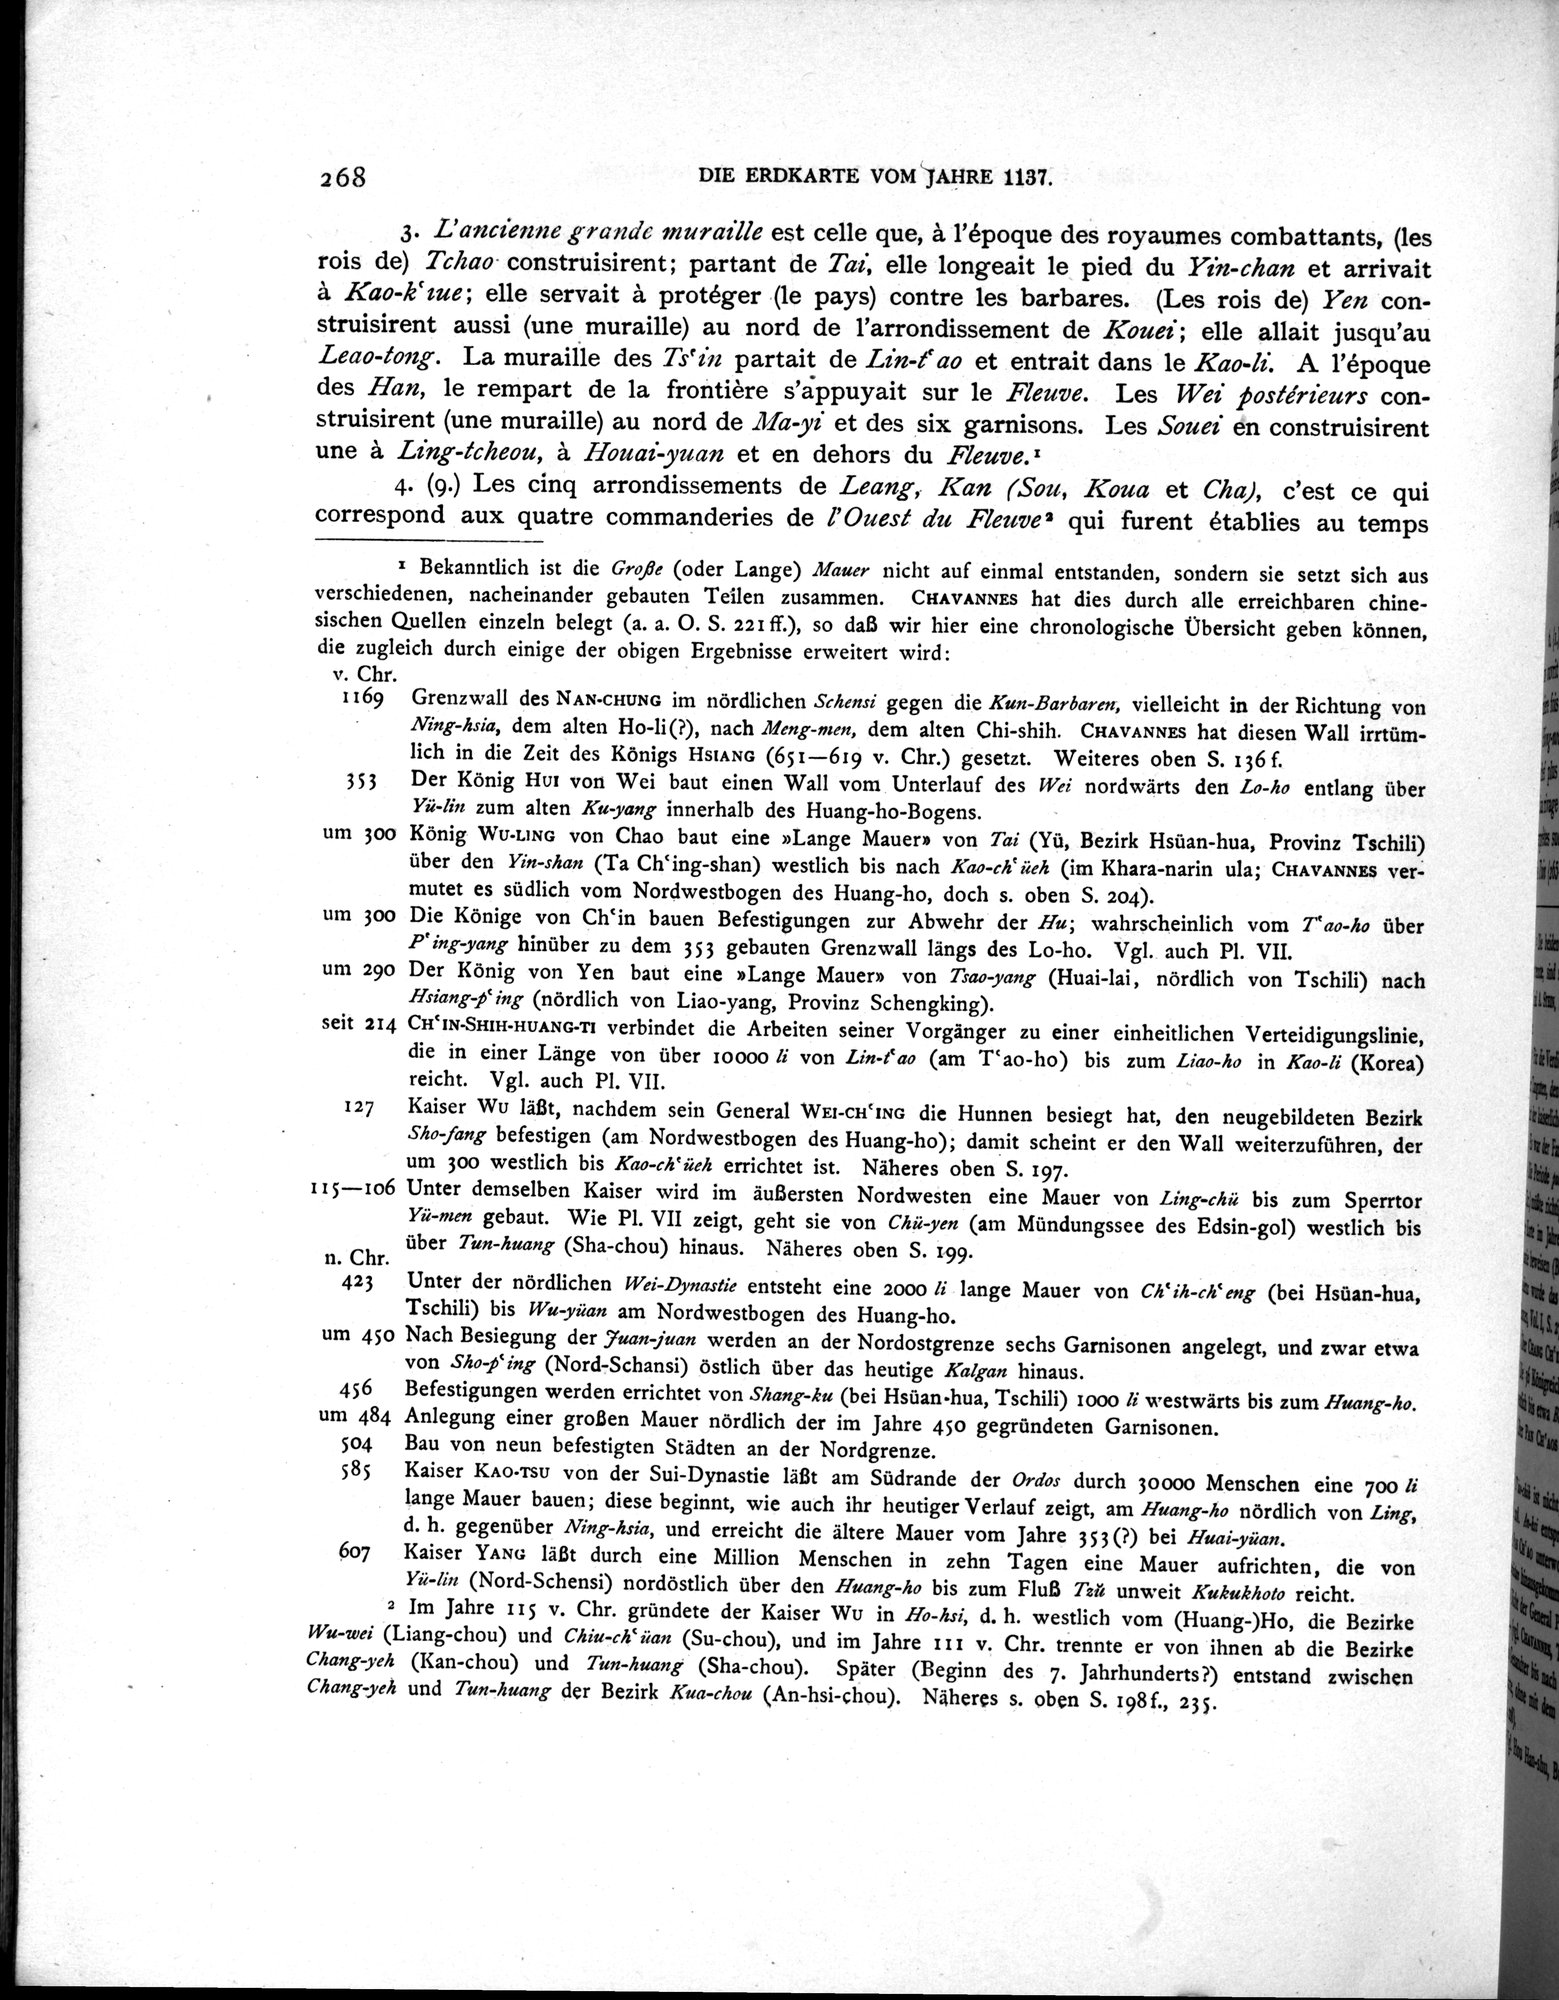 268 DIE ERDKARTE VOM JAHRE 1137.
3. L'ancienne grande muraille est celle que, à l'époque des royaumes combattants, (les
rois de) Tchao construisirent; partant de Tai, elle longeait le pied du Yin-chan et arrivait
à Kao-kʿiue; elle servait à protéger (le pays) contre les barbares. (Les rois de) Yen con-
struisirent aussi (une muraille) au nord de l'arrondissement de Kouei; elle allait jusqu'au
Leao-tong. La muraille des Tsʿin partait de Lin-tʿao et entrait dans le Kao-li. A l'époque
des Han, le rempart de la frontière s'appuyait sur le Fleuve. Les Wei postérieurs con-
struisirent (une muraille) au nord de Ma-yi et des six garnisons. Les Souei en construisirent
une à Ling-tcheou, à Houai-yuan et en dehors du Fleuve.¹
4. (9.) Les cinq arrondissements de Leang, Kan (Sou, Koua et Cha), c'est ce qui
correspond aux quatre commanderies de l'Ouest du Fleuve² qui furent établies au temps
¹ Bekanntlich ist die Große (oder Lange) Mauer nicht auf einmal entstanden, sondern sie setzt sich aus
verschiedenen, nacheinander gebauten Teilen zusammen. CHAVANNES hat dies durch alle erreichbaren chine-
sischen Quellen einzeln belegt (a. a. O. S. 221 ff.), so daß wir hier eine chronologische Übersicht geben können,
die zugleich durch einige der obigen Ergebnisse erweitert wird:
v. Chr.
1169 Grenzwall des NAN-CHUNG im nördlichen Schensi gegen die Kun-Barbaren, vielleicht in der Richtung von
Ning-hsia, dem alten Ho-li(?), nach Meng-men, dem alten Chi-shih. CHAVANNES hat diesen Wall irrtüm-
lich in die Zeit des Königs HSIANG (651—619 v. Chr.) gesetzt. Weiteres oben S. 136 f.
353 Der König HUI von Wei baut einen Wall vom Unterlauf des Wei nordwärts den Lo-ho entlang über
Yü-lin zum alten Ku-yang innerhalb des Huang-ho-Bogens.
um 300 König WU-LING von Chao baut eine »Lange Mauer» von Tai (Yü, Bezirk Hsüan-hua, Provinz Tschili)
über den Yin-shan (Ta Chʿing-shan) westlich bis nach Kao-chʿüeh (im Khara-narin ula; CHAVANNES ver-
mutet es südlich vom Nordwestbogen des Huang-ho, doch s. oben S. 204).
um 300 Die Könige von Chʿin bauen Befestigungen zur Abwehr der Hu; wahrscheinlich vom Tʿao-ho über
Pʿing-yang hinüber zu dem 353 gebauten Grenzwall längs des Lo-ho. Vgl. auch Pl. VII.
um 290 Der König von Yen baut eine »Lange Mauer» von Tsao-yang (Huai-lai, nördlich von Tschili) nach
Hsiang-pʿing (nördlich von Liao-yang, Provinz Schengking).
seit 214 CHʿIN-SHIH-HUANG-TI verbindet die Arbeiten seiner Vorgänger zu einer einheitlichen Verteidigungslinie,
die in einer Länge von über 10000 li von Lin-tʿao (am Tʿao-ho) bis zum Liao-ho in Kao-li (Korea)
reicht. Vgl. auch Pl. VII.
127 Kaiser WU läßt, nachdem sein General WEI-CHʿING die Hunnen besiegt hat, den neugebildeten Bezirk
Sho-fang befestigen (am Nordwestbogen des Huang-ho); damit scheint er den Wall weiterzuführen, der
um 300 westlich bis Kao-chʿüeh errichtet ist. Näheres oben S. 197.
115—106 Unter demselben Kaiser wird im äußersten Nordwesten eine Mauer von Ling-chü bis zum Sperrtor
Yü-men gebaut. Wie Pl. VII zeigt, geht sie von Chü-yen (am Mündungssee des Edsin-gol) westlich bis
über Tun-huang (Sha-chou) hinaus. Näheres oben S. 199.
n. Chr.
423 Unter der nördlichen Wei-Dynastie entsteht eine 2000 li lange Mauer von Chʿih-chʿeng (bei Hsüan-hua,
Tschili) bis Wu-yüan am Nordwestbogen des Huang-ho.
um 450 Nach Besiegung der Juan-juan werden an der Nordostgrenze sechs Garnisonen angelegt, und zwar etwa
von Sho-pʿing (Nord-Schansi) östlich über das heutige Kalgan hinaus.
456 Befestigungen werden errichtet von Shang-ku (bei Hsüan-hua, Tschili) 1000 li westwärts bis zum Huang-ho.
um 484 Anlegung einer großen Mauer nördlich der im Jahre 450 gegründeten Garnisonen.
504 Bau von neun befestigten Städten an der Nordgrenze.
585 Kaiser KAO-TSU von der Sui-Dynastie läßt am Südrande der Ordos durch 30000 Menschen eine 700 li
lange Mauer bauen; diese beginnt, wie auch ihr heutiger Verlauf zeigt, am Huang-ho nördlich von Ling,
d. h. gegenüber Ning-hsia, und erreicht die ältere Mauer vom Jahre 353(?) bei Huai-yüan.
607 Kaiser YANG läßt durch eine Million Menschen in zehn Tagen eine Mauer aufrichten, die von
Yü-lin (Nord-Schensi) nordöstlich über den Huang-ho bis zum Fluß Tzŭ unweit Kukukhoto reicht.
² Im Jahre 115 v. Chr. gründete der Kaiser WU in Ho-hsi, d. h. westlich vom (Huang-)Ho, die Bezirke
Wu-wei (Liang-chou) und Chiu-chʿüan (Su-chou), und im Jahre 111 v. Chr. trennte er von ihnen ab die Bezirke
Chang-yeh (Kan-chou) und Tun-huang (Sha-chou). Später (Beginn des 7. Jahrhunderts?) entstand zwischen
Chang-yeh und Tun-huang der Bezirk Kua-chou (An-hsi-chou). Näheres s. oben S. 198 f., 235.